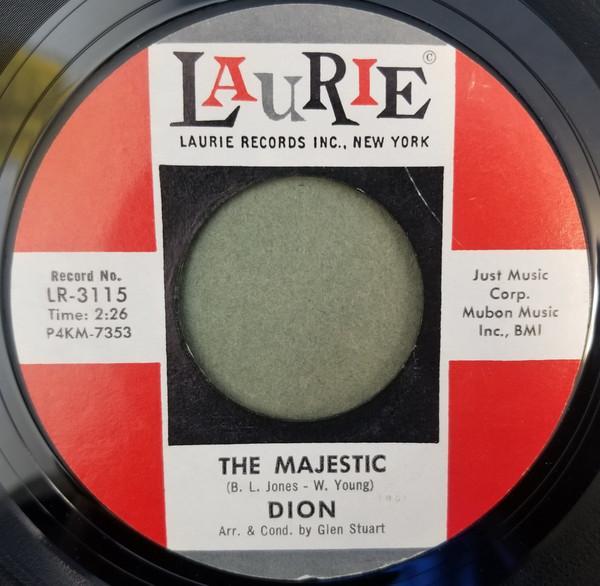 LAURIE ©
LAURIE RECORDS INC., NEW YORK
Record No.
LR-3115
Time: 2:26
P4KM-7353
Just Music
Corp.
Mubon Music
Inc., BMI
THE MAJESTIC
(B. L. Jones - W. Young)
DION
Arr. & Cond. by Glen Stuart